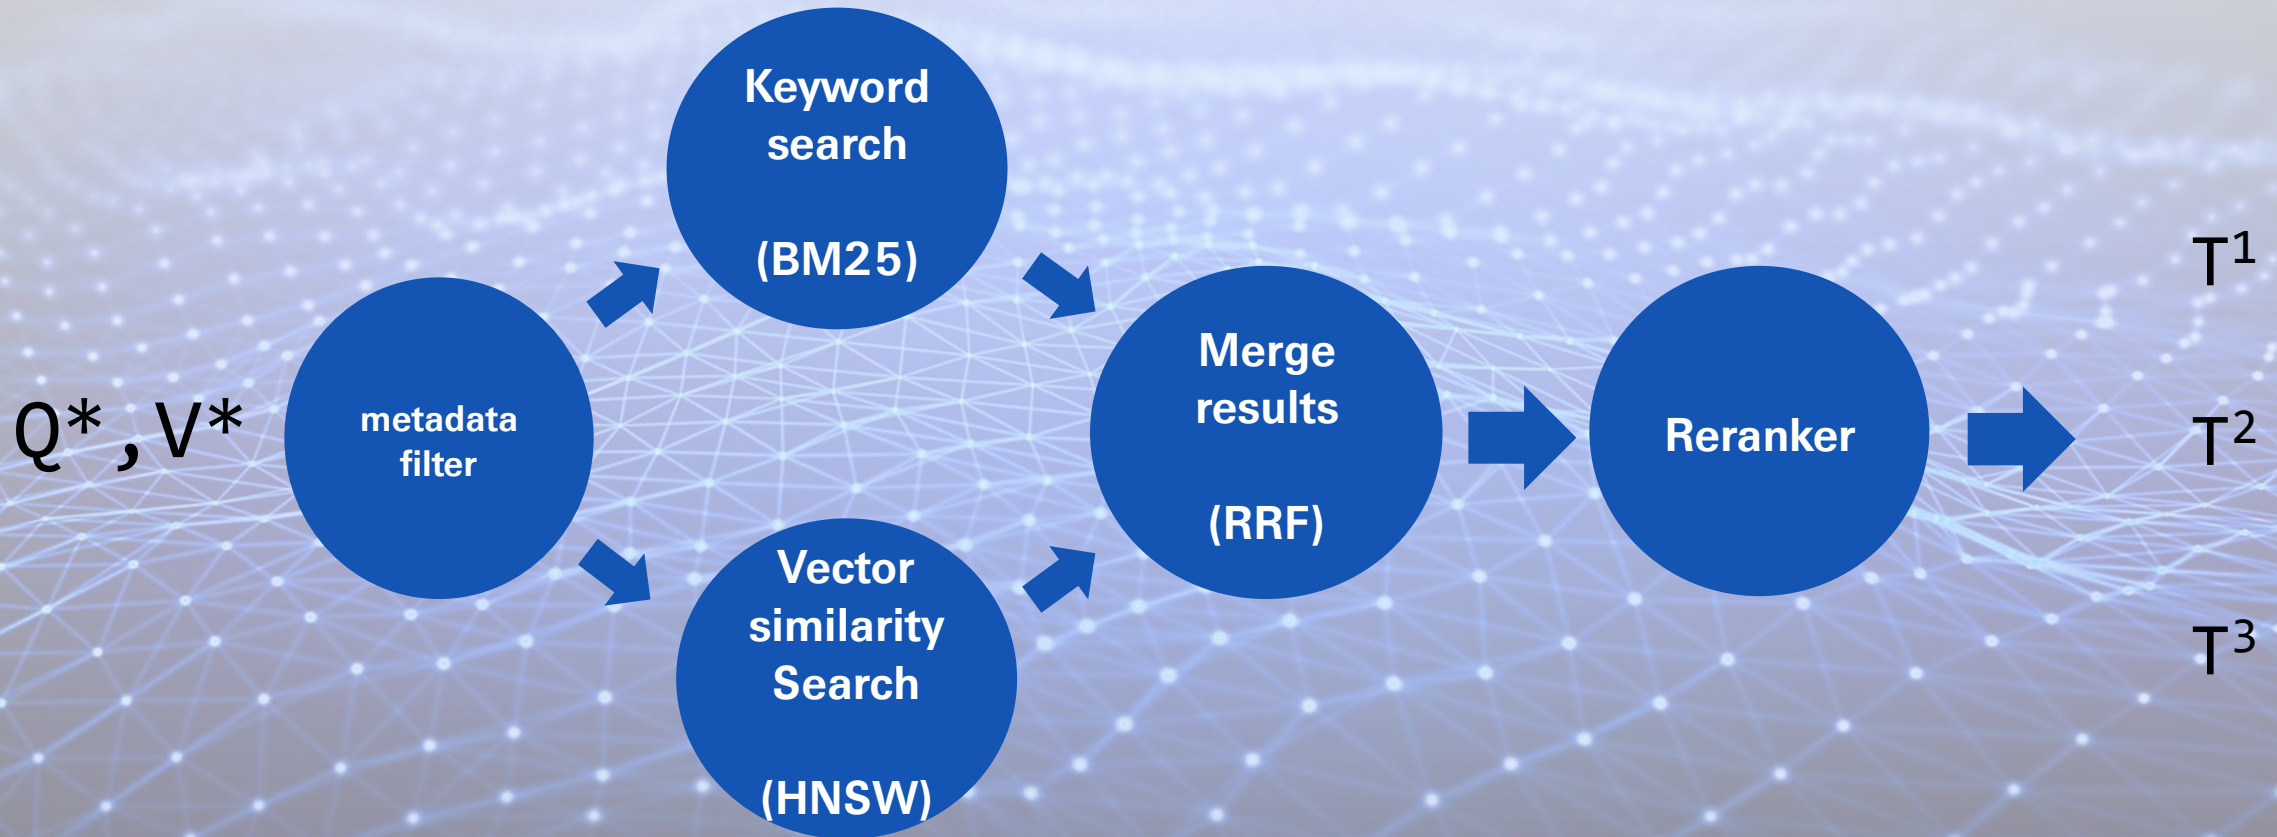 Q*,V*
metadata
filter
Keyword
search
(BM25)
Vector
similarity
Search
(HNSW)
Merge
results
(RRF)
Reranker
T¹
T²
T³